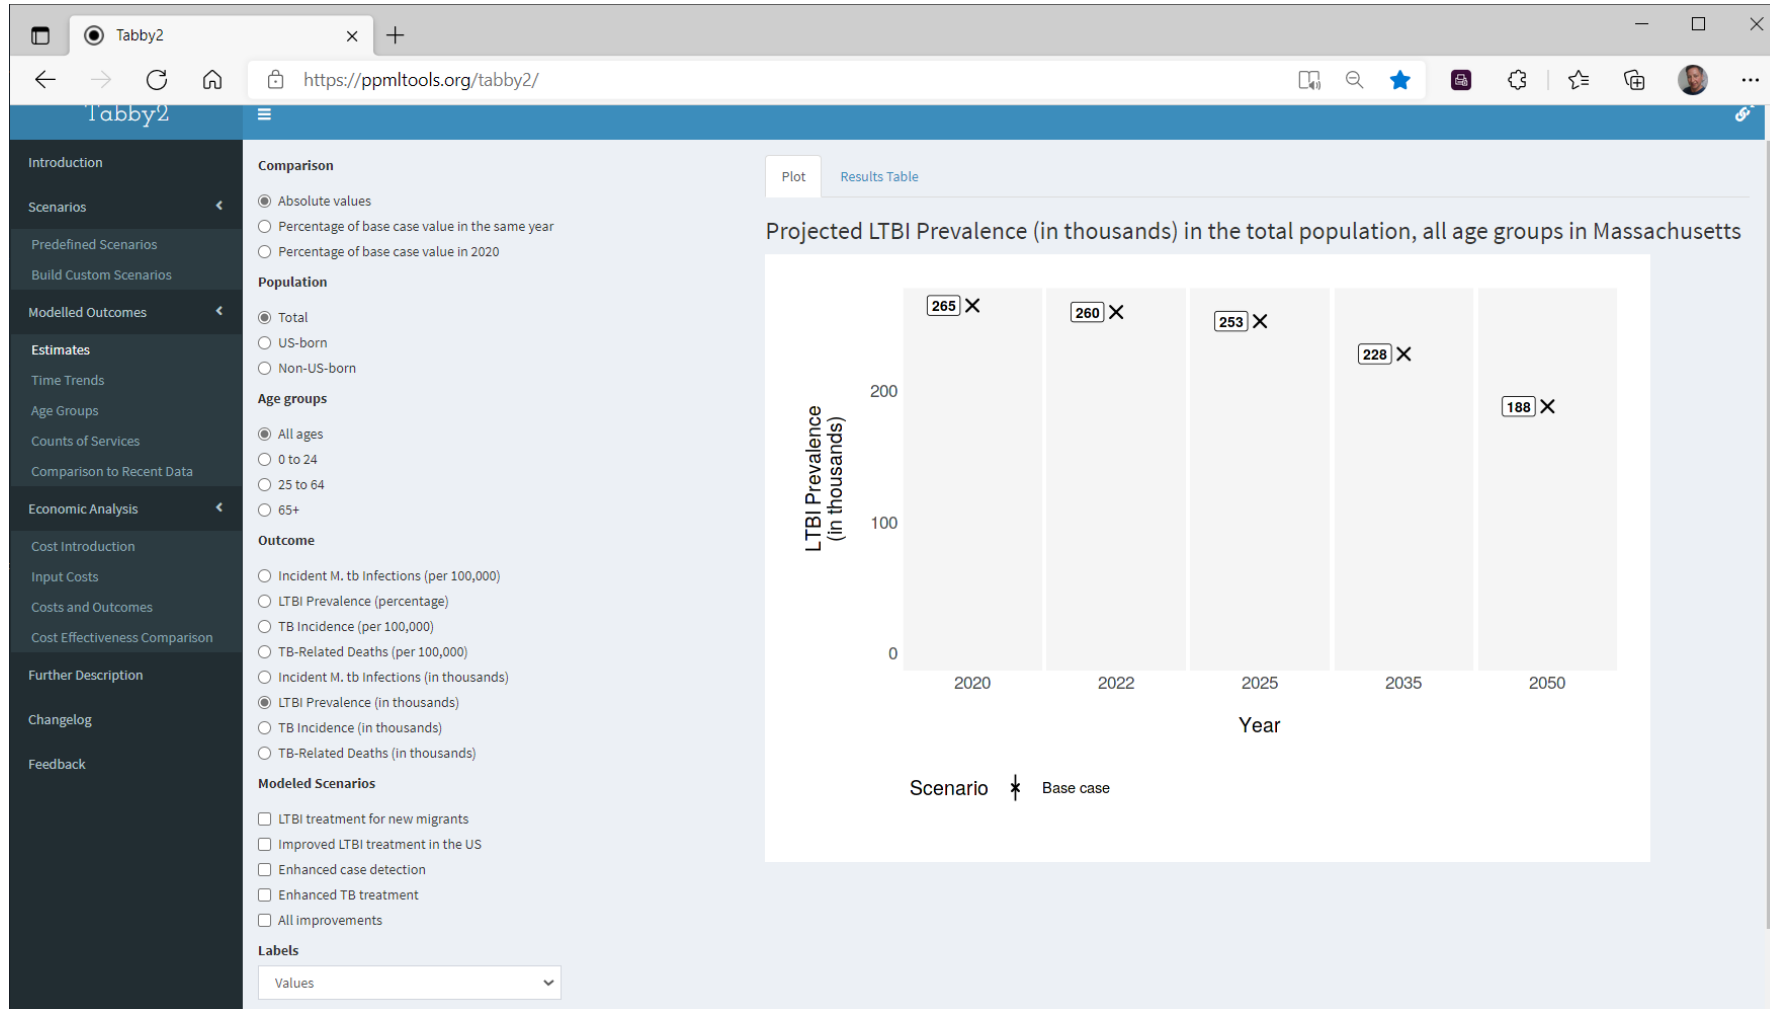 Tabby2
https://ppmltools.org/tabby2/
Tabby2
Introduction
Scenarios
Predefined Scenarios
Build Custom Scenarios
Modelled Outcomes
Estimates
Time Trends
Age Groups
Counts of Services
Comparison to Recent Data
Economic Analysis
Cost Introduction
Input Costs
Costs and Outcomes
Cost Effectiveness Comparison
Further Description
Changelog
Feedback
Comparison
Absolute values
Percentage of base case value in the same year
Percentage of base case value in 2020
Population
Total
US-born
Non-US-born
Age groups
All ages
0 to 24
25 to 64
65+
Outcome
Incident M. tb Infections (per 100,000)
LTBI Prevalence (percentage)
TB Incidence (per 100,000)
TB-Related Deaths (per 100,000)
Incident M. tb Infections (in thousands)
LTBI Prevalence (in thousands)
TB Incidence (in thousands)
TB-Related Deaths (in thousands)
Modeled Scenarios
LTBI treatment for new migrants
Improved LTBI treatment in the US
Enhanced case detection
Enhanced TB treatment
All improvements
Labels
Values
Plot Results Table
Projected LTBI Prevalence (in thousands) in the total population, all age groups in Massachusetts
LTBI Prevalence
(in thousands)
200
100
0
265
260
253
228
188
2020 2022 2025 2035 2050
Year
Scenario Base case